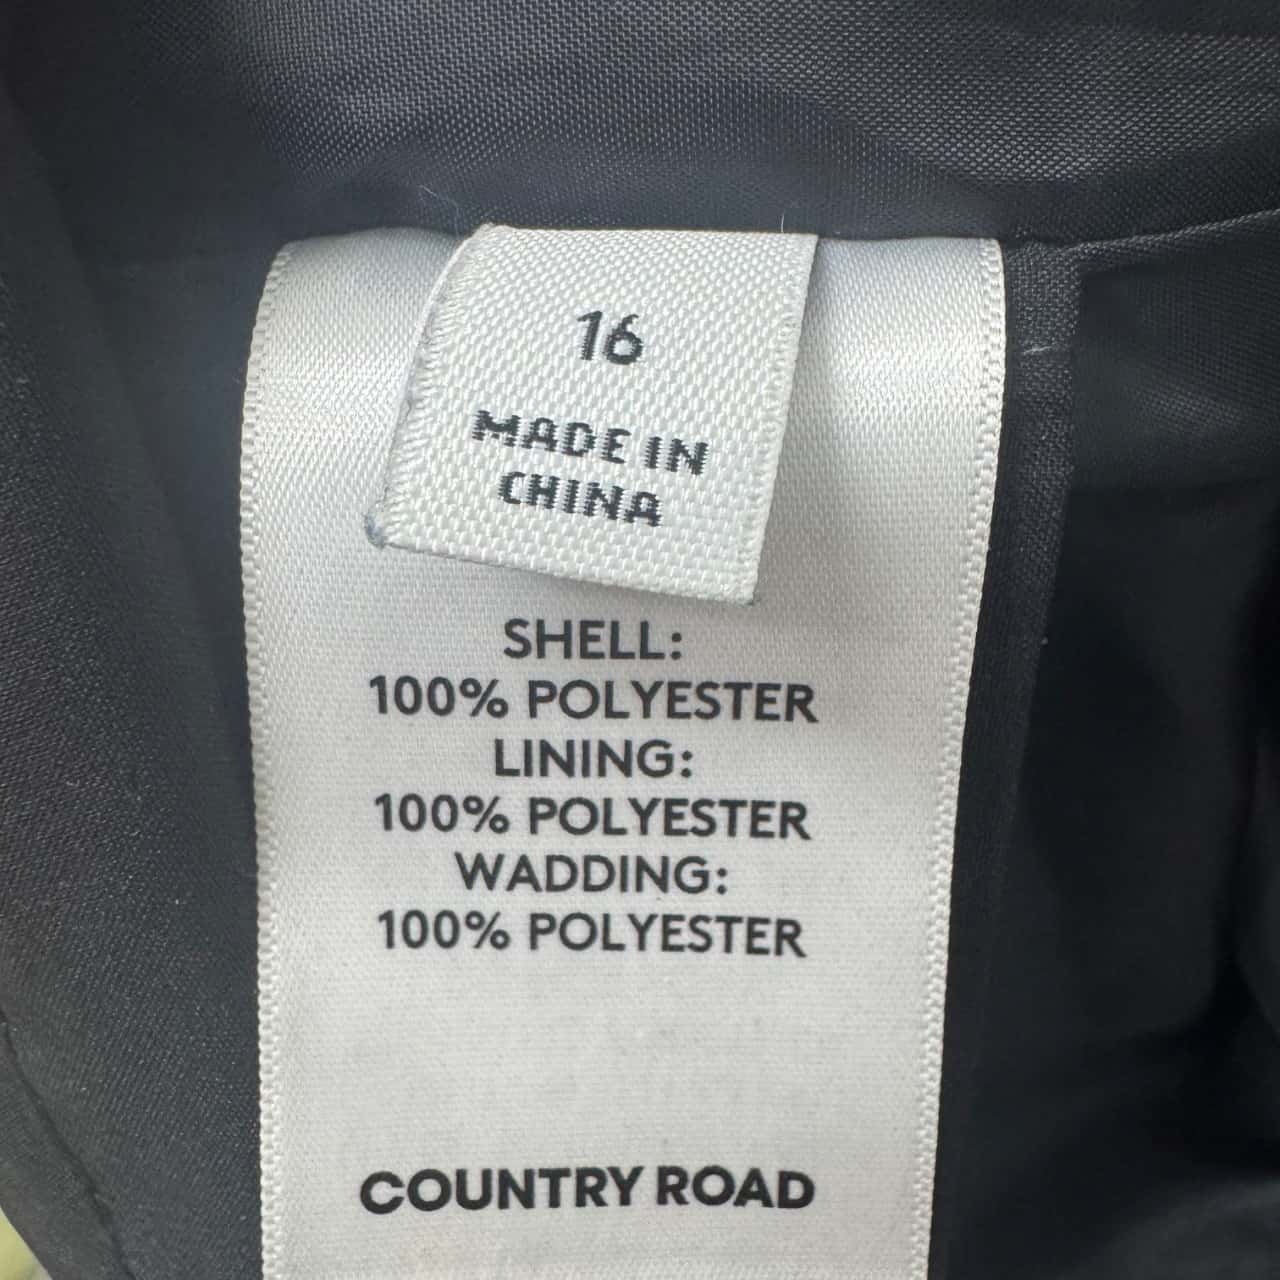 16
MADE IN
CHINA
SHELL:
100% POLYESTER
LINING:
100% POLYESTER
WADDING:
100% POLYESTER
COUNTRY ROAD